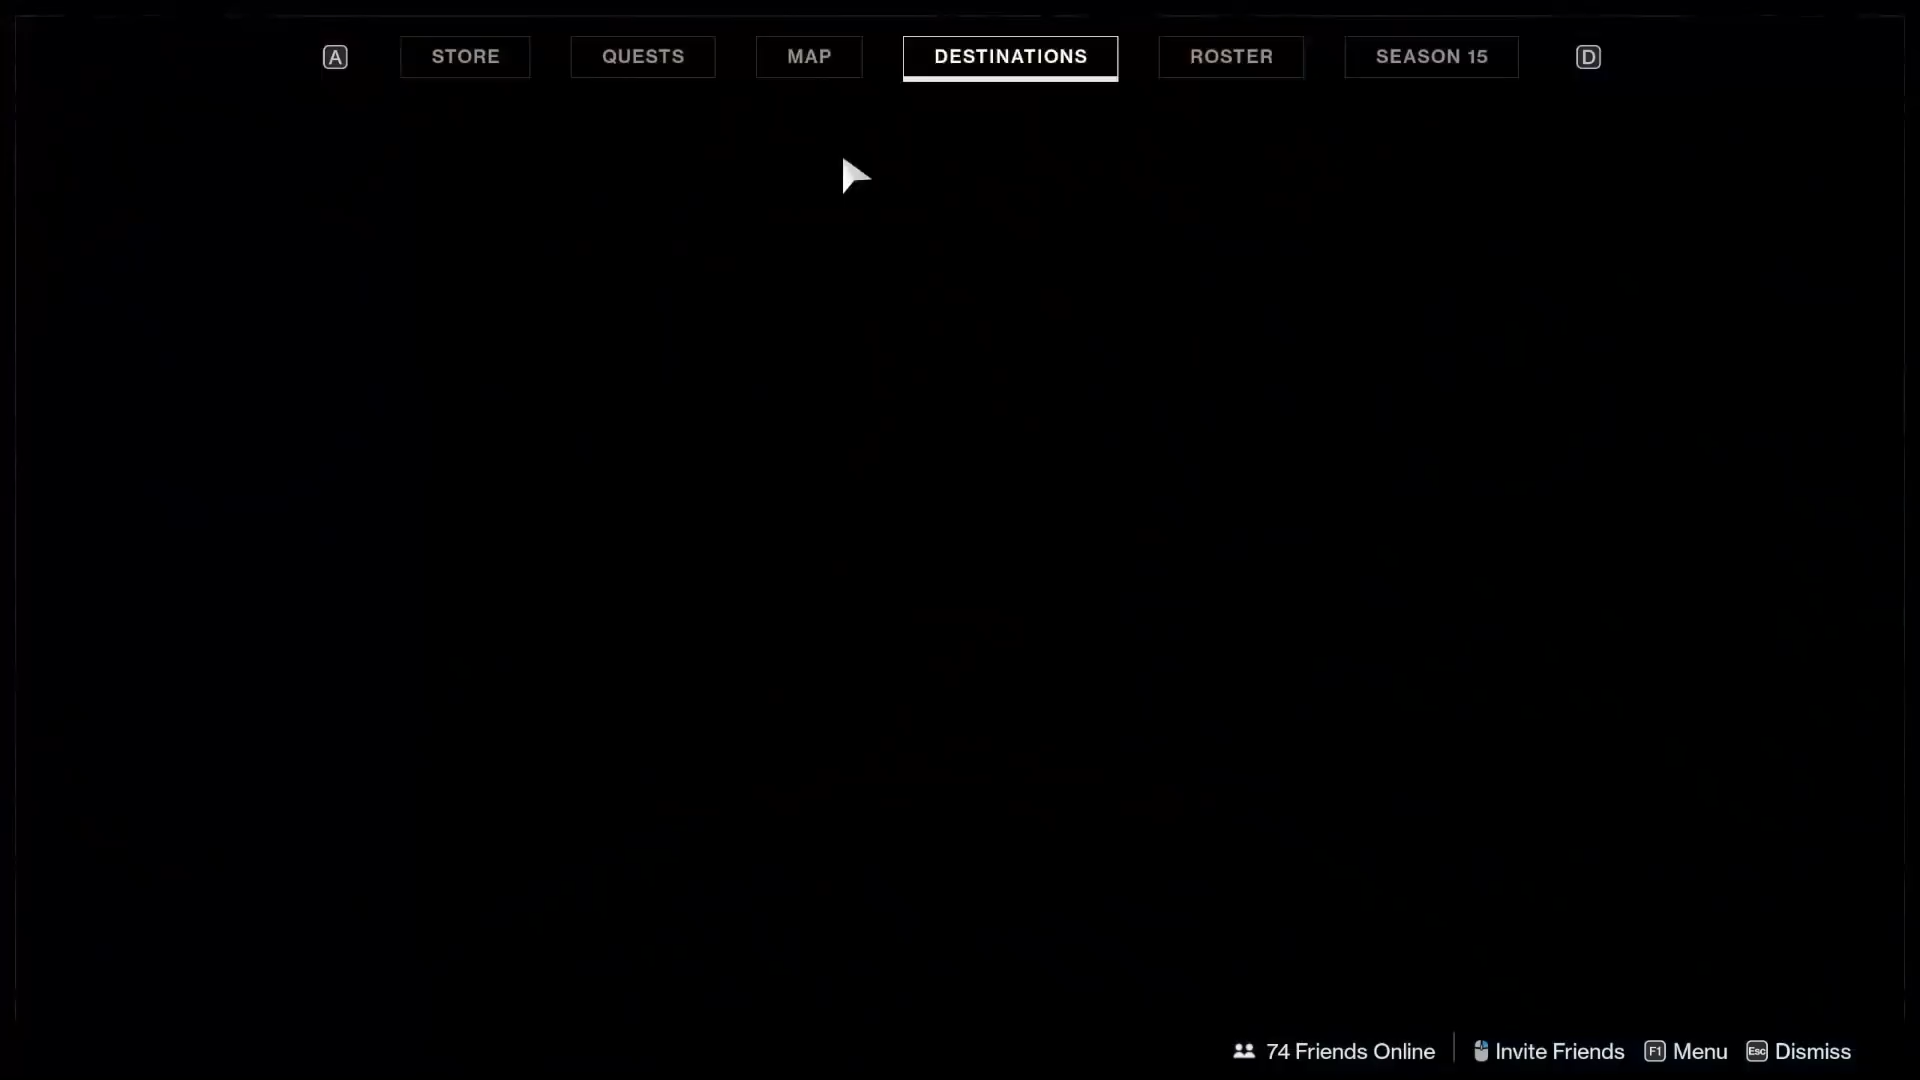 A STORE QUESTS MAP DESTINATIONS ROSTER SEASON 15 D
74 Friends Online Invite Friends F1 Menu Esc Dismiss